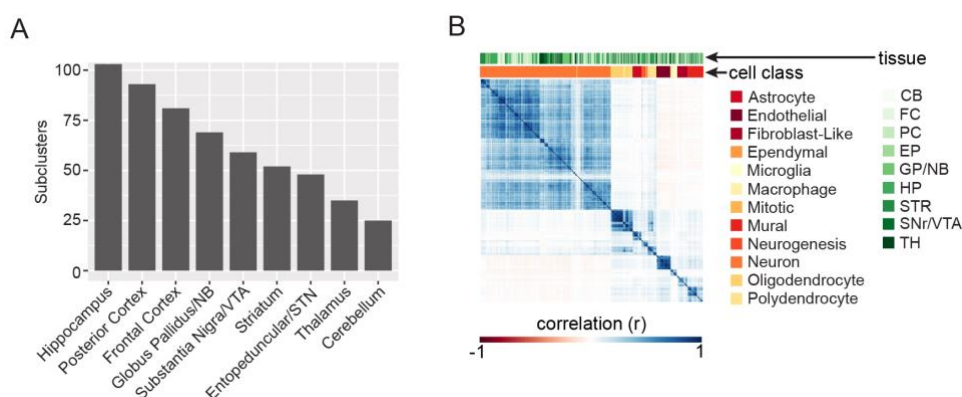 A
B
100
75
50
25
0
Subclusters
Hippocampus
Posterior Cortex
Frontal Cortex
Globus Pallidus/NB
Substantia Nigra/VTA
Striatum
Entopeduncular/STN
Thalamus
Cerebellum
tissue
cell class
Astrocyte
Endothelial
Fibroblast-Like
Ependymal
Microglia
Macrophage
Mitotic
Mural
Neurogenesis
Neuron
Oligodendrocyte
Polydendrocyte
CB
FC
PC
EP
GP/NB
HP
STR
SNr/VTA
TH
correlation (r)
-1 1